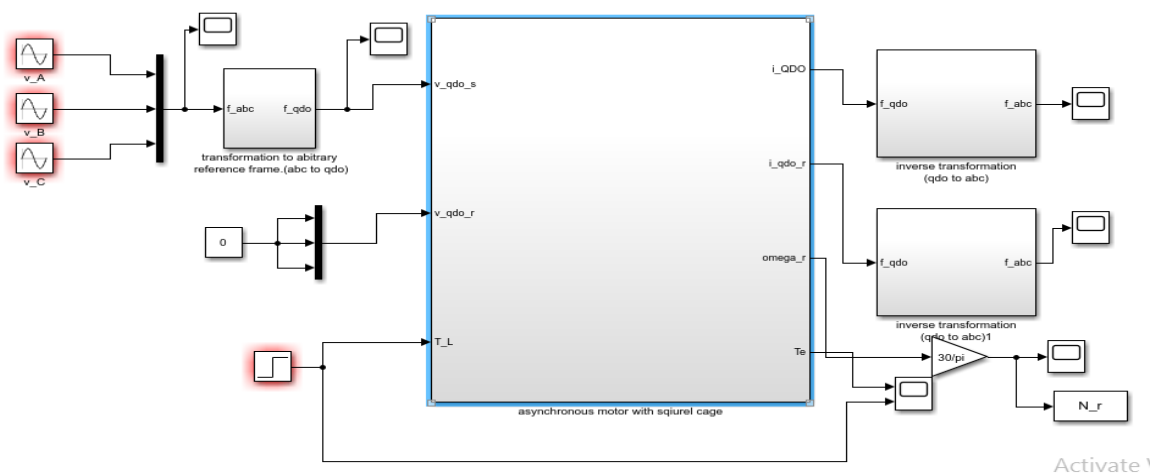 v_A
v_B
v_C
f_abc
f_qdo
transformation to abitrary
reference frame.(abc to qdo)
0
v_qdo_s
v_qdo_r
T_L
i_QDO
i_qdo_r
omega_r
Te
asynchronous motor with sqiurel cage
f_qdo
f_abc
inverse transformation
(qdo to abc)
f_qdo
f_abc
inverse transformation
(qdo to abc)1
30/pi
N_r
Activate